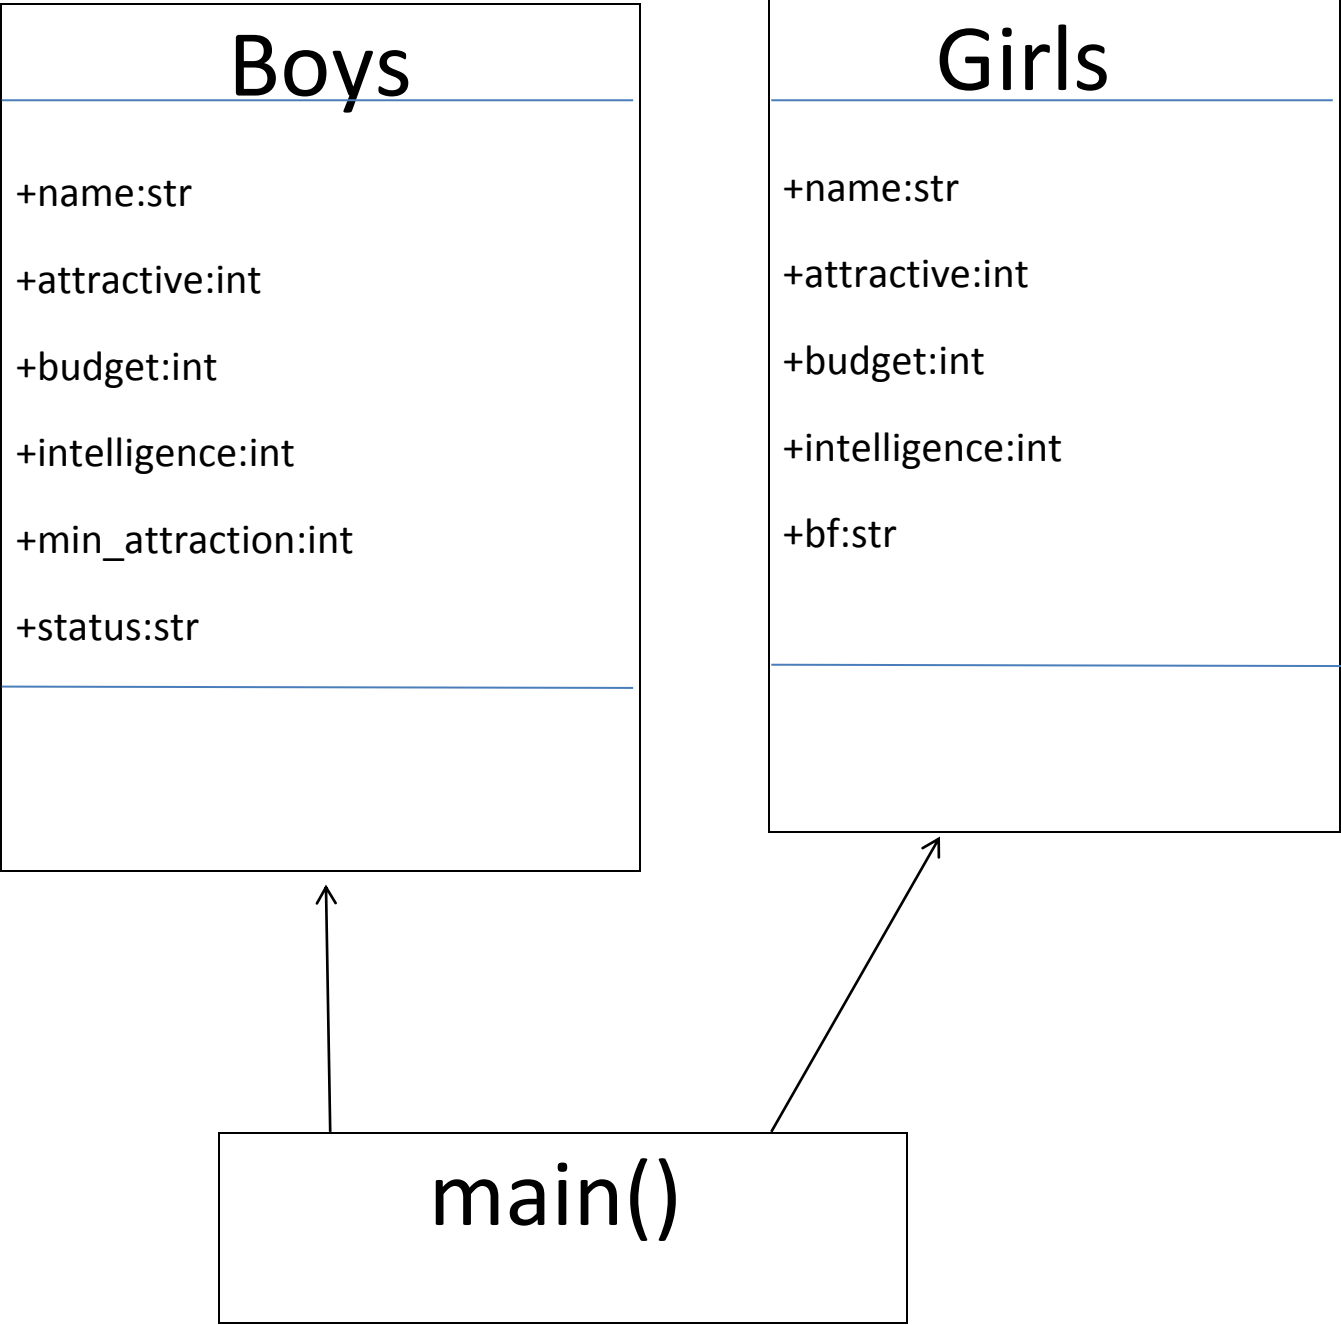 Boys
+name:str
+attractive:int
+budget:int
+intelligence:int
+min_attraction:int
+status:str
Girls
+name:str
+attractive:int
+budget:int
+intelligence:int
+bf:str
main()